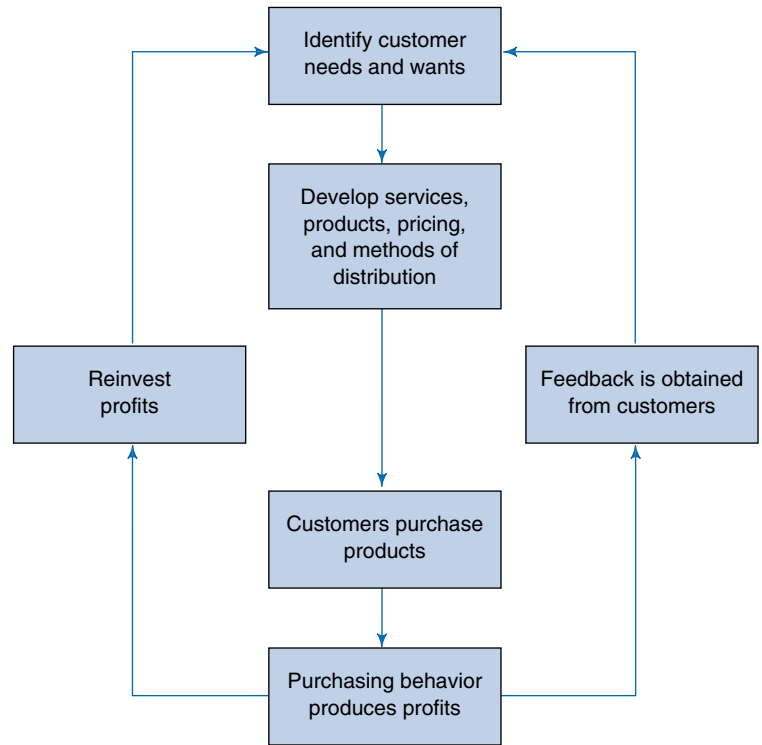 Identify customer
needs and wants
Develop services,
products, pricing,
and methods of
distribution
Reinvest
profits
Feedback is obtained
from customers
Customers purchase
products
Purchasing behavior
produces profits